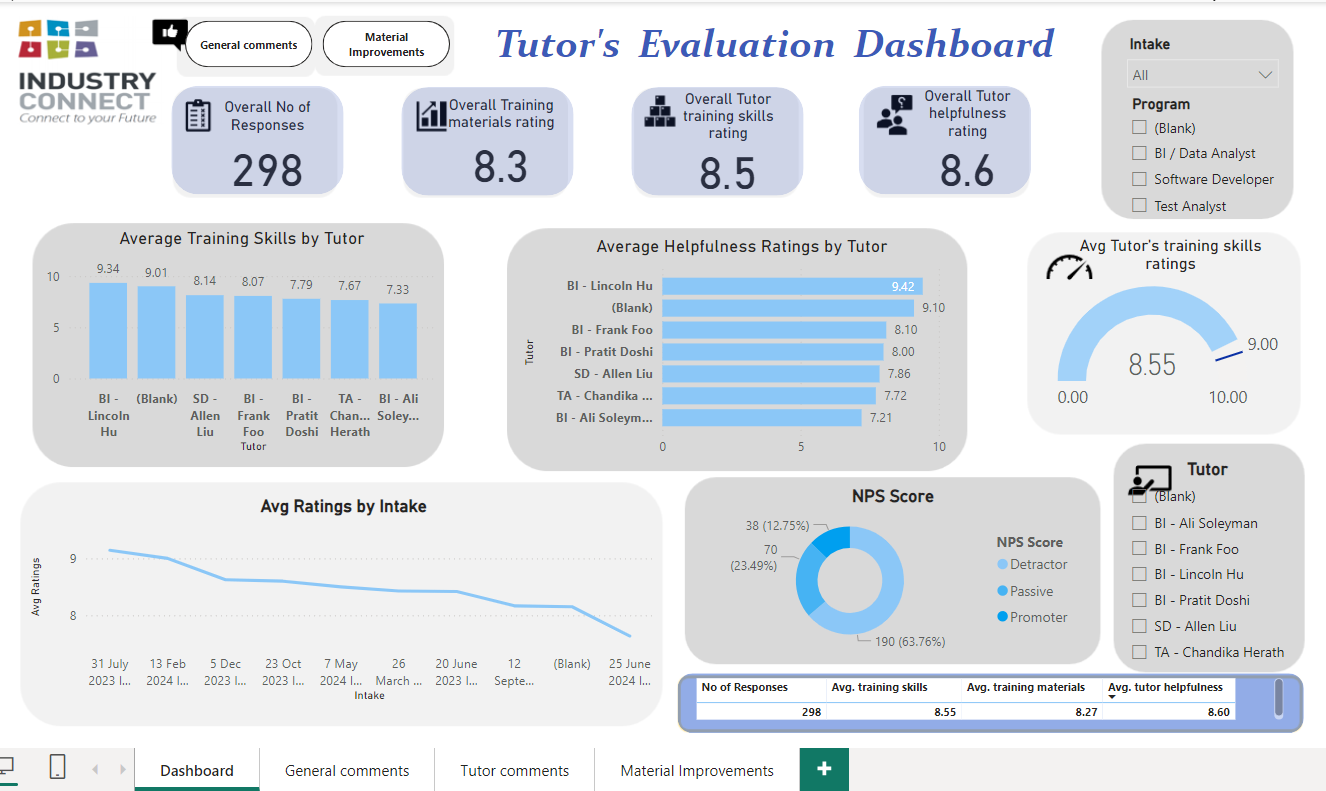 INDUSTRY
CONNECT
Connect to your Future
General comments
Material
Improvements
Tutor's Evaluation Dashboard
Intake
All
Program
(Blank)
BI / Data Analyst
Software Developer
Test Analyst
Overall No of
Responses
298
Overall Training
materials rating
8.3
Overall Tutor
training skills
rating
8.5
Overall Tutor
helpfulness
rating
8.6
Average Training Skills by Tutor
10
5
0
9.34
9.01
8.14
8.07
7.79
7.67
7.33
BI -
Lincoln
Hu
(Blank)
SD -
Allen
Liu
BI -
Frank
Foo
BI -
Pratit
Doshi
TA -
Chan...
Herath
BI - Ali
Soley...
Tutor
Average Helpfulness Ratings by Tutor
Tutor
BI - Lincoln Hu 9.42
(Blank) 9.10
BI - Frank Foo 8.10
BI - Pratit Doshi 8.00
SD - Allen Liu 7.86
TA - Chandika ... 7.72
BI - Ali Soleym... 7.21
0 5 10
Avg Tutor's training skills
ratings
8.55
9.00
0.00 10.00
Avg Ratings by Intake
Avg Ratings
9
8
31 July
2023 I...
13 Feb
2024 I...
5 Dec
2023 I...
23 Oct
2023 I...
7 May
2024 I...
26
March ...
20 June
2023 I...
12
Septe...
(Blank)
25 June
2024 I...
Intake
NPS Score
38 (12.75%)
70
(23.49%)
190 (63.76%)
NPS Score
Detractor
Passive
Promoter
Tutor
(Blank)
BI - Ali Soleyman
BI - Frank Foo
BI - Lincoln Hu
BI - Pratit Doshi
SD - Allen Liu
TA - Chandika Herath
No of Responses Avg. training skills Avg. training materials Avg. tutor helpfulness
298 8.55 8.27 8.60
Dashboard General comments Tutor comments Material Improvements +